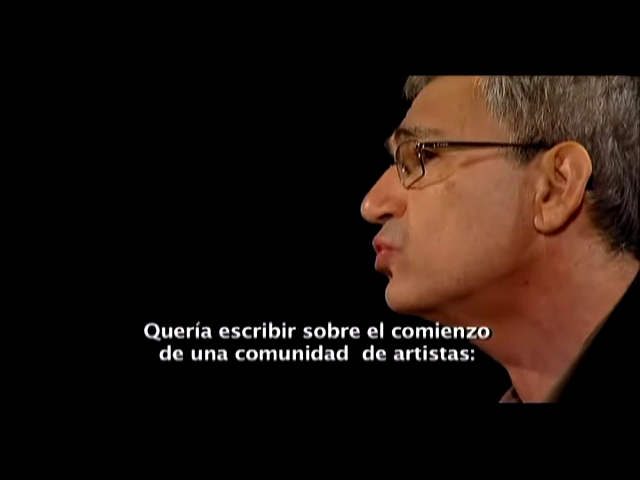 Quería escribir sobre el comienzo
de una comunidad  de artistas: